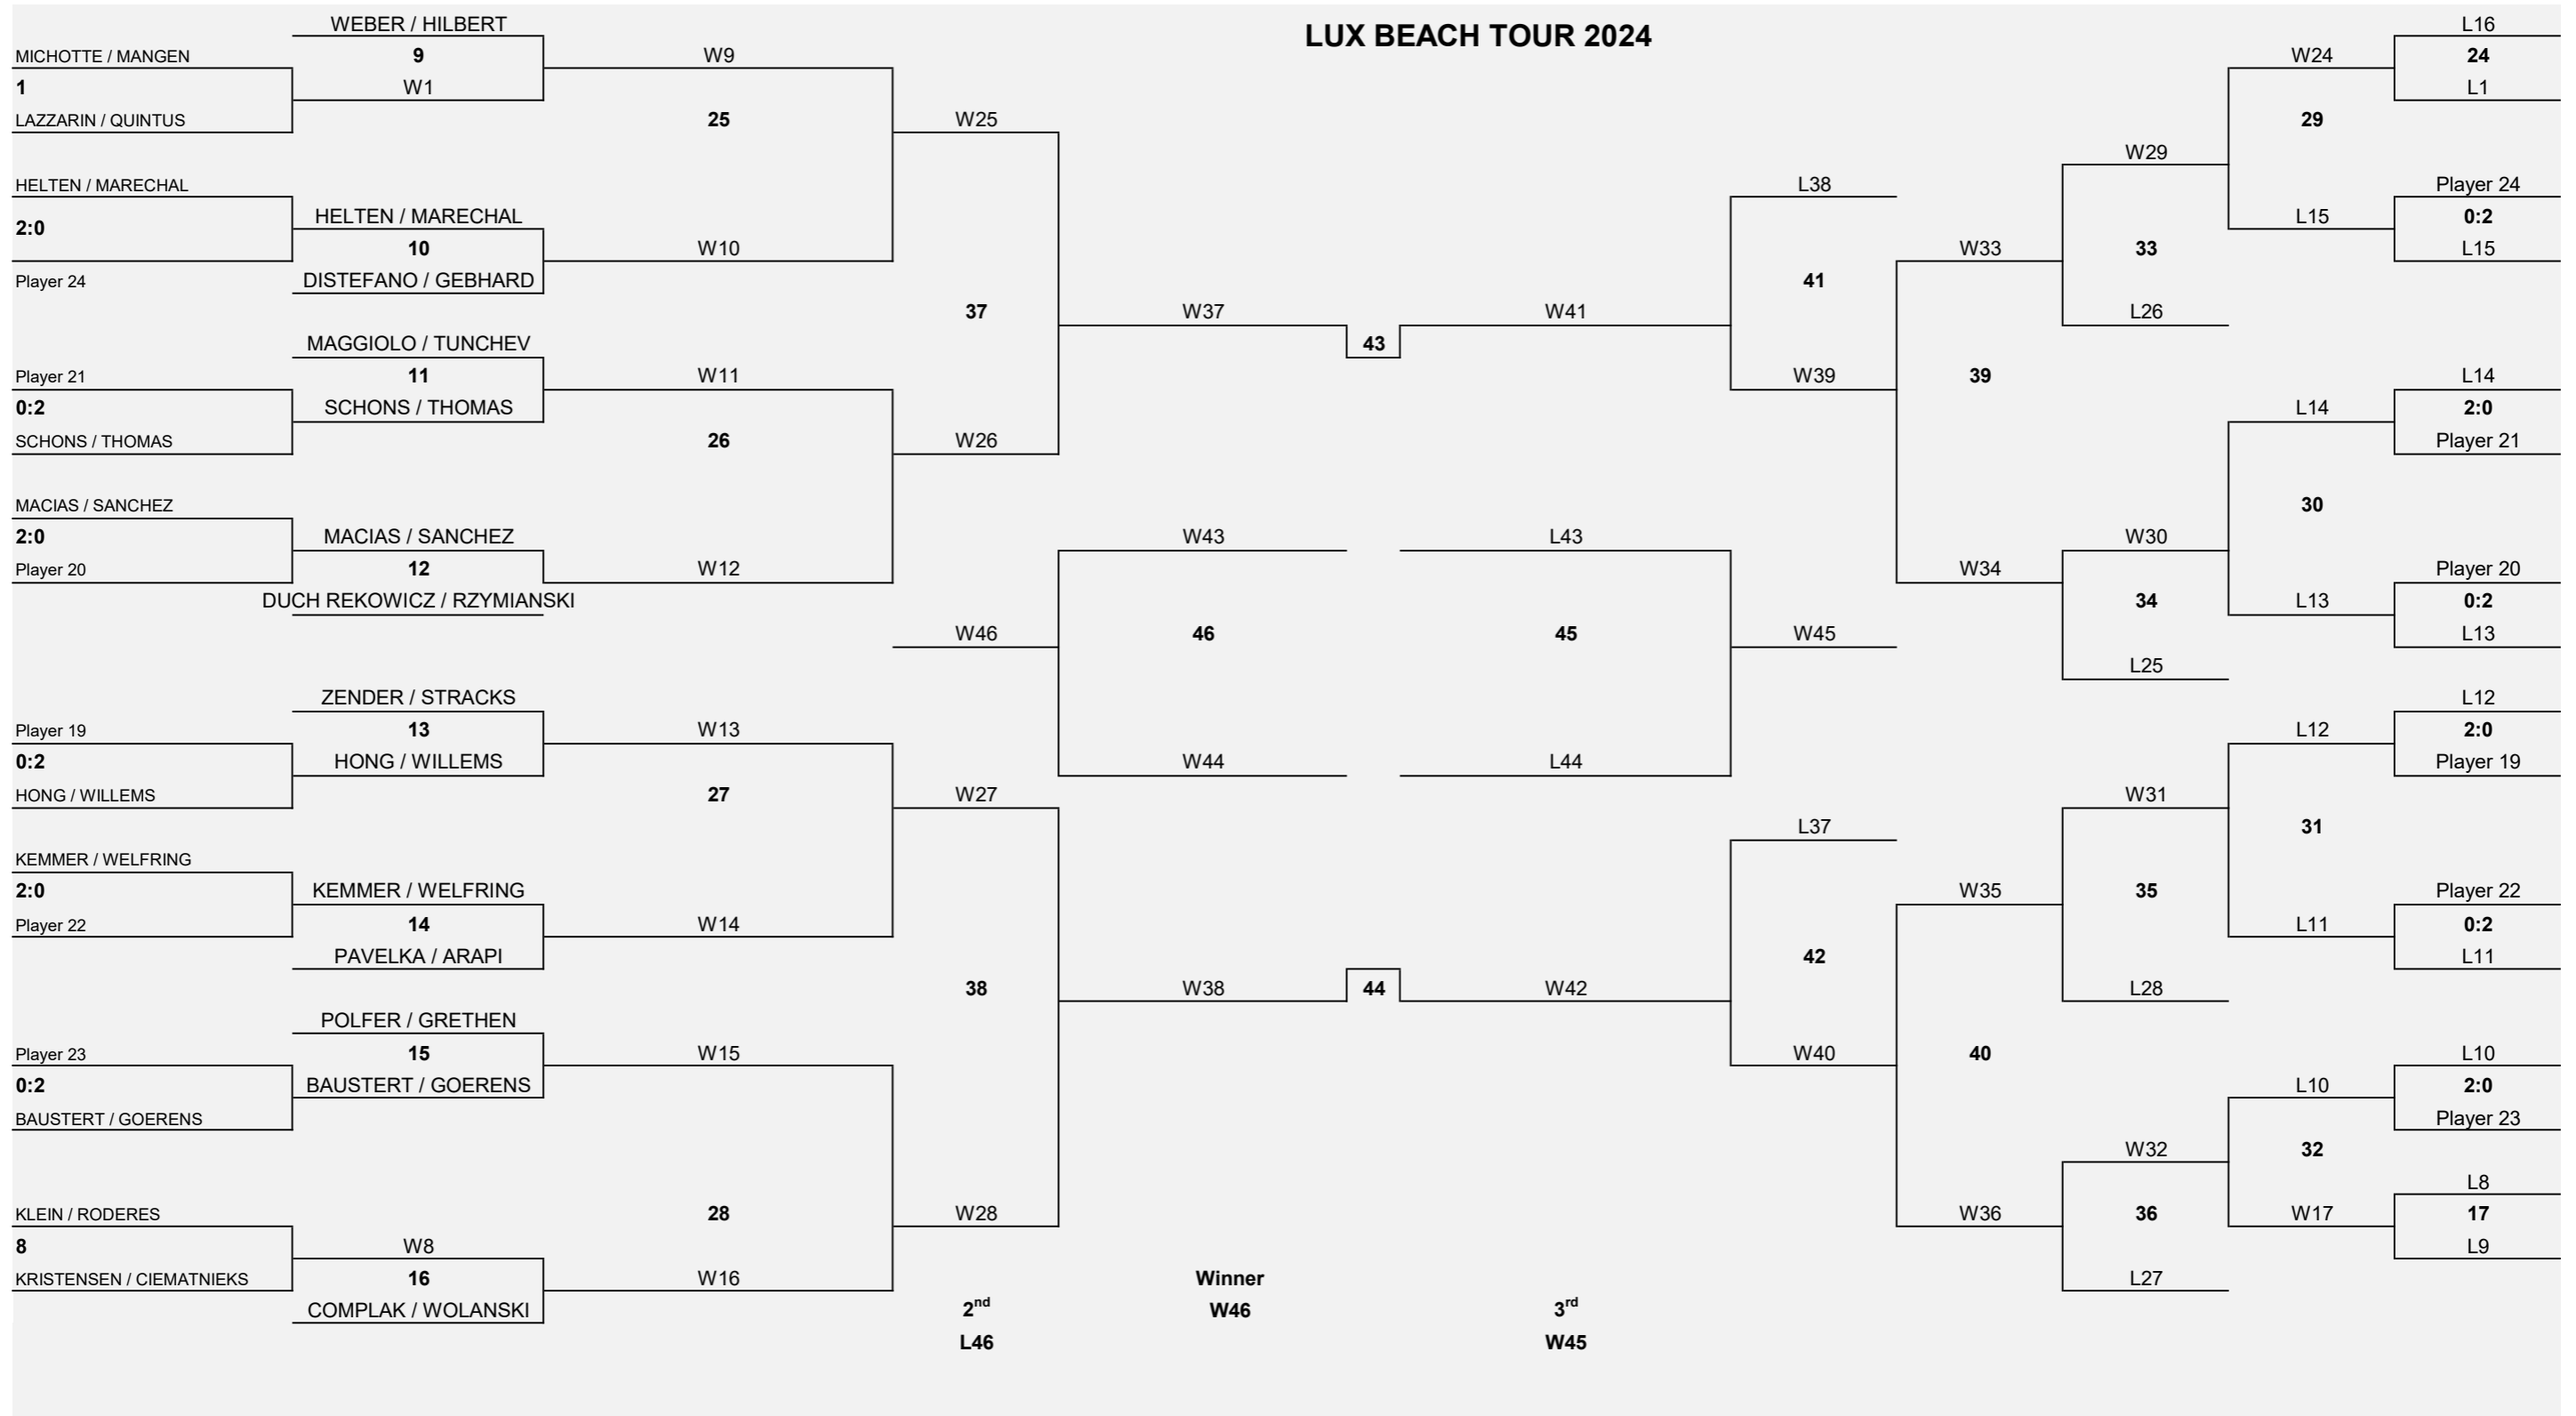 LUX BEACH TOUR 2024
MICHOTTE / MANGEN
1
LAZZARIN / QUINTUS
HELTEN / MARECHAL
2:0
Player 24
Player 21
0:2
SCHONS / THOMAS
MACIAS / SANCHEZ
2:0
Player 20
Player 19
0:2
HONG / WILLEMS
KEMMER / WELFRING
2:0
Player 22
Player 23
0:2
BAUSTERT / GOERENS
KLEIN / RODERES
8
KRISTENSEN / CIEMATNIEKS
WEBER / HILBERT
9
W1
HELTEN / MARECHAL
10
DISTEFANO / GEBHARD
MAGGIOLO / TUNCHEV
11
SCHONS / THOMAS
MACIAS / SANCHEZ
12
DUCH REKOWICZ / RZYMIANSKI
ZENDER / STRACKS
13
HONG / WILLEMS
KEMMER / WELFRING
14
PAVELKA / ARAPI
POLFER / GRETHEN
15
BAUSTERT / GOERENS
W8
16
COMPLAK / WOLANSKI
W9
25
W10
W11
26
W12
W13
27
W14
W15
28
W16
W25
37
W26
W46
W27
38
W28
2nd
L46
W37
W43
46
W44
W38
Winner
W46
43
44
W41
L43
45
L44
W42
3rd
W45
L38
41
W39
W45
L37
42
W40
W33
39
W34
W35
40
W36
W29
33
L26
W30
34
L25
W31
35
L28
W32
36
L27
W24
29
L15
L14
30
L13
L12
31
L11
L10
32
W17
L16
24
L1
Player 24
0:2
L15
L14
2:0
Player 21
Player 20
0:2
L13
L12
2:0
Player 19
Player 22
0:2
L11
L10
2:0
Player 23
L8
17
L9